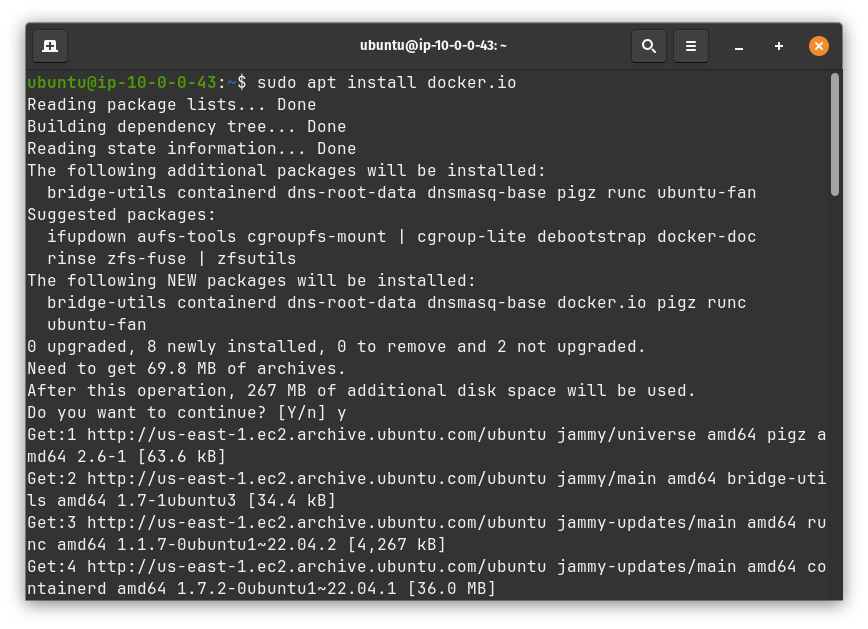 ubuntu@ip-10-0-0-43: ~
ubuntu@ip-10-0-0-43:~$ sudo apt install docker.io
Reading package lists... Done
Building dependency tree... Done
Reading state information... Done
The following additional packages will be installed:
  bridge-utils containerd dns-root-data dnsmasq-base pigz runc ubuntu-fan
Suggested packages:
  ifupdown aufs-tools cgroupfs-mount | cgroup-lite debootstrap docker-doc
  rinse zfs-fuse | zfsutils
The following NEW packages will be installed:
  bridge-utils containerd dns-root-data dnsmasq-base docker.io pigz runc
  ubuntu-fan
0 upgraded, 8 newly installed, 0 to remove and 2 not upgraded.
Need to get 69.8 MB of archives.
After this operation, 267 MB of additional disk space will be used.
Do you want to continue? [Y/n] y
Get:1 http://us-east-1.ec2.archive.ubuntu.com/ubuntu jammy/universe amd64 pigz a
md64 2.6-1 [63.6 kB]
Get:2 http://us-east-1.ec2.archive.ubuntu.com/ubuntu jammy/main amd64 bridge-uti
ls amd64 1.7-1ubuntu3 [34.4 kB]
Get:3 http://us-east-1.ec2.archive.ubuntu.com/ubuntu jammy-updates/main amd64 ru
nc amd64 1.1.7-0ubuntu1~22.04.2 [4,267 kB]
Get:4 http://us-east-1.ec2.archive.ubuntu.com/ubuntu jammy-updates/main amd64 co
ntainerd amd64 1.7.2-0ubuntu1~22.04.1 [36.0 MB]